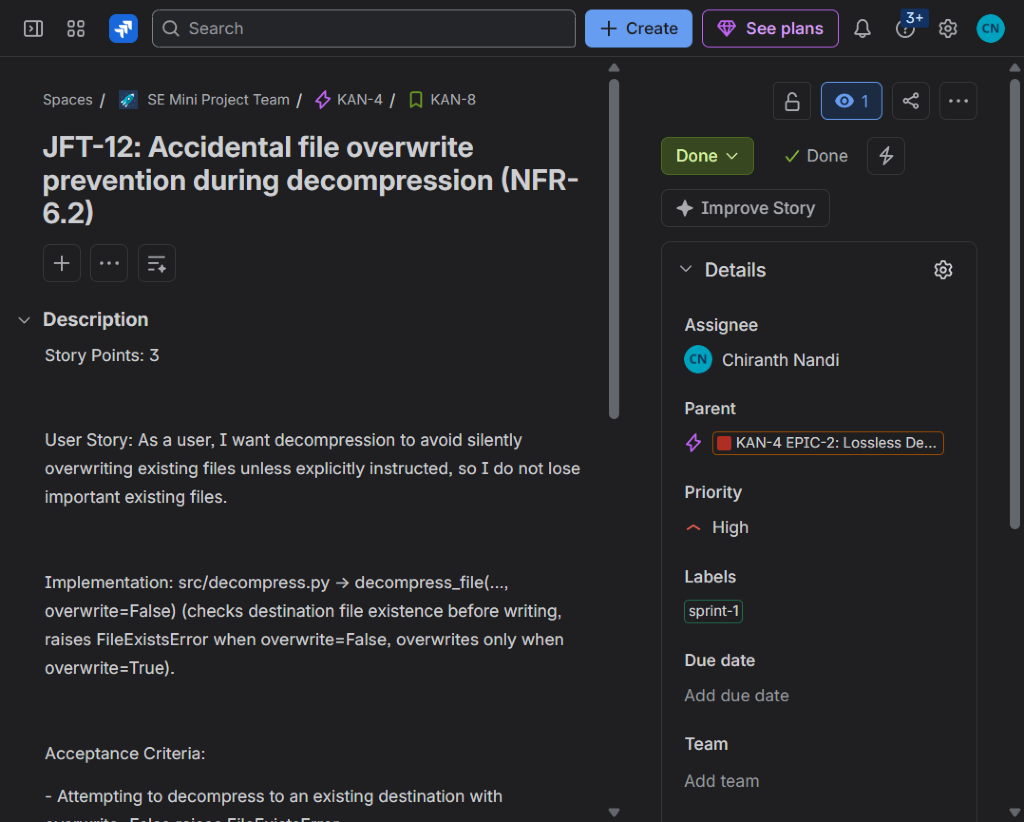 Search
Create
See plans
3+
CN
Spaces / SE Mini Project Team / KAN-4 / KAN-8
JFT-12: Accidental file overwrite
prevention during decompression (NFR-
6.2)
Description
Story Points: 3
User Story: As a user, I want decompression to avoid silently
overwriting existing files unless explicitly instructed, so I do not lose
important existing files.
Implementation: src/decompress.py → decompress_file(...,
overwrite=False) (checks destination file existence before writing,
raises FileExistsError when overwrite=False, overwrites only when
overwrite=True).
Acceptance Criteria:
- Attempting to decompress to an existing destination with
overwrite=False raises FileExistsError
1
Done
Done
Improve Story
Details
Assignee
CN Chiranth Nandi
Parent
KAN-4 EPIC-2: Lossless De...
Priority
High
Labels
sprint-1
Due date
Add due date
Team
Add team